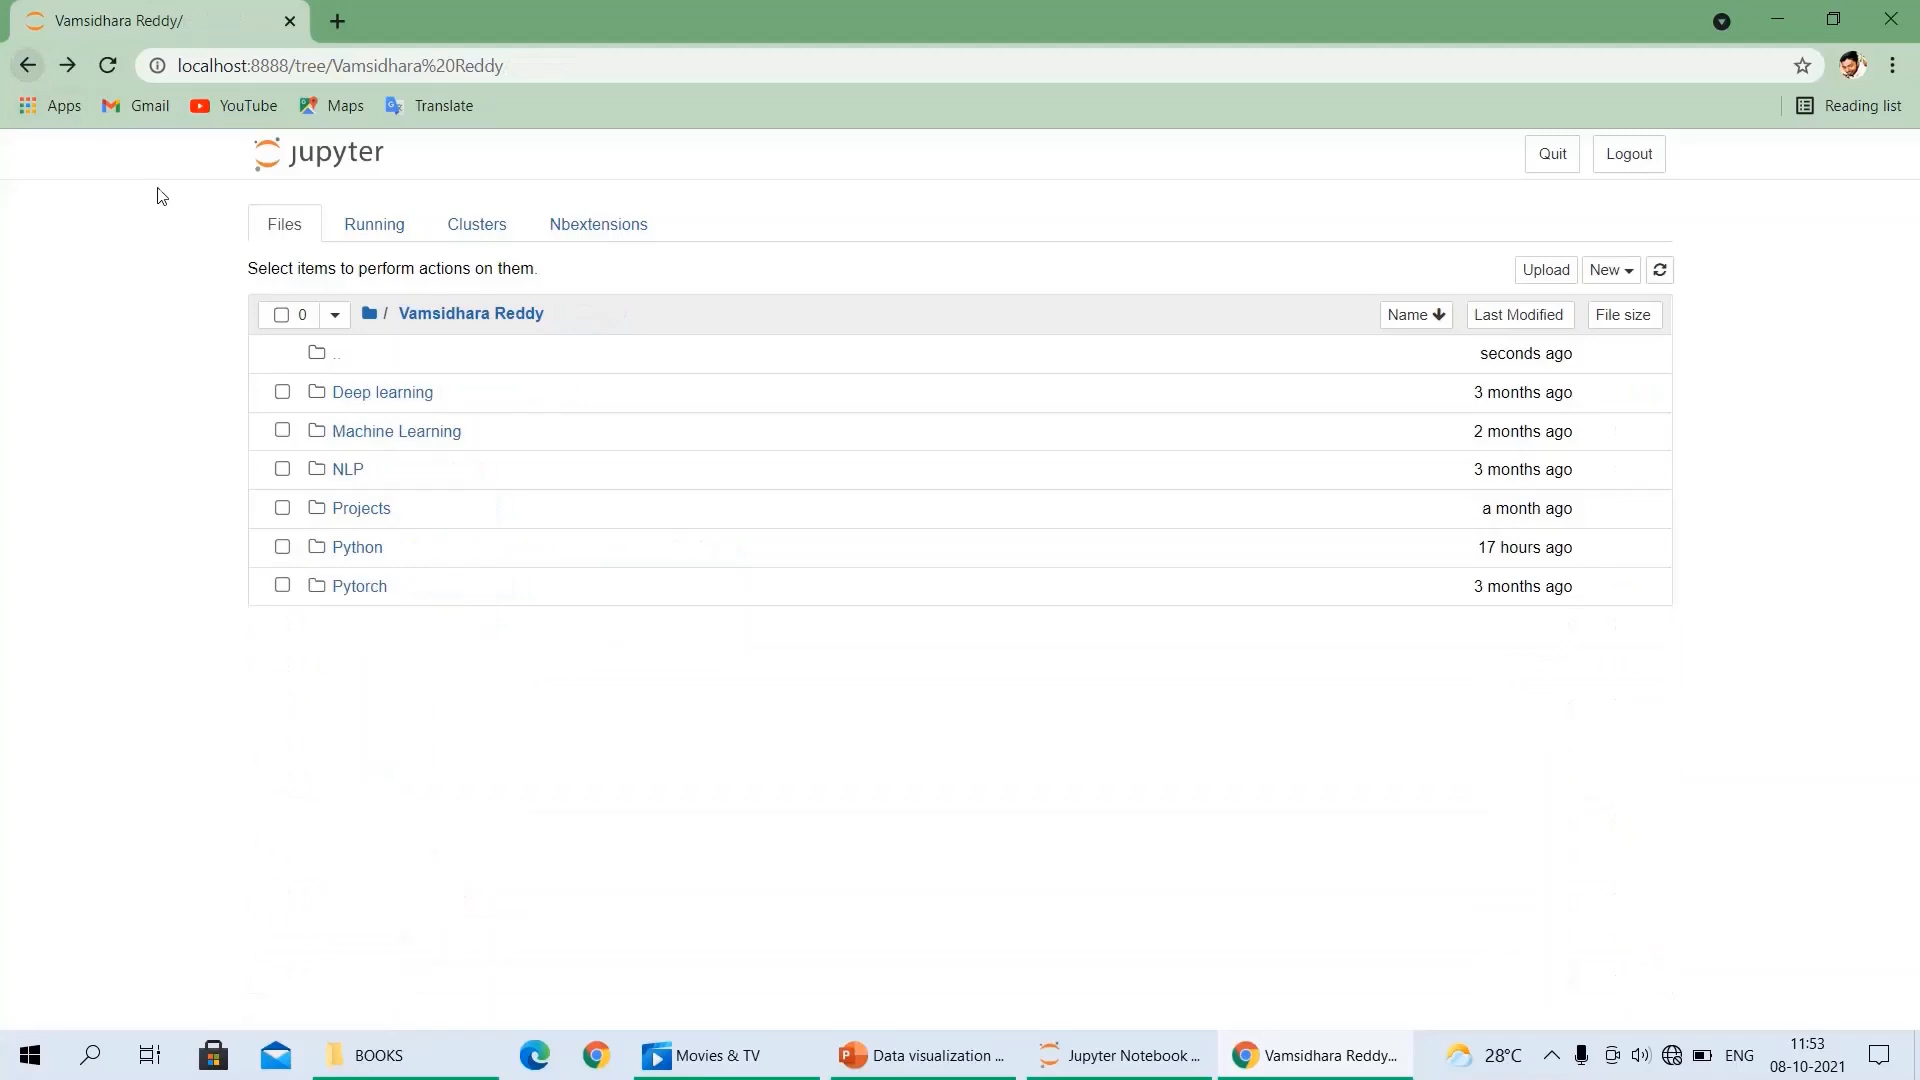 Vamsidhara Reddy/
localhost:8888/tree/Vamsidhara%20Reddy
Apps Gmail YouTube Maps Translate Reading list
jupyter Quit Logout
Files Running Clusters Nbextensions
Select items to perform actions on them. Upload New
0 / Vamsidhara Reddy Name Last Modified File size
.. seconds ago
Deep learning 3 months ago
Machine Learning 2 months ago
NLP 3 months ago
Projects a month ago
Python 17 hours ago
Pytorch 3 months ago
BOOKS Movies & TV Data visualization ... Jupyter Notebook ... Vamsidhara Reddy... 28°C ENG 11:53
08-10-2021